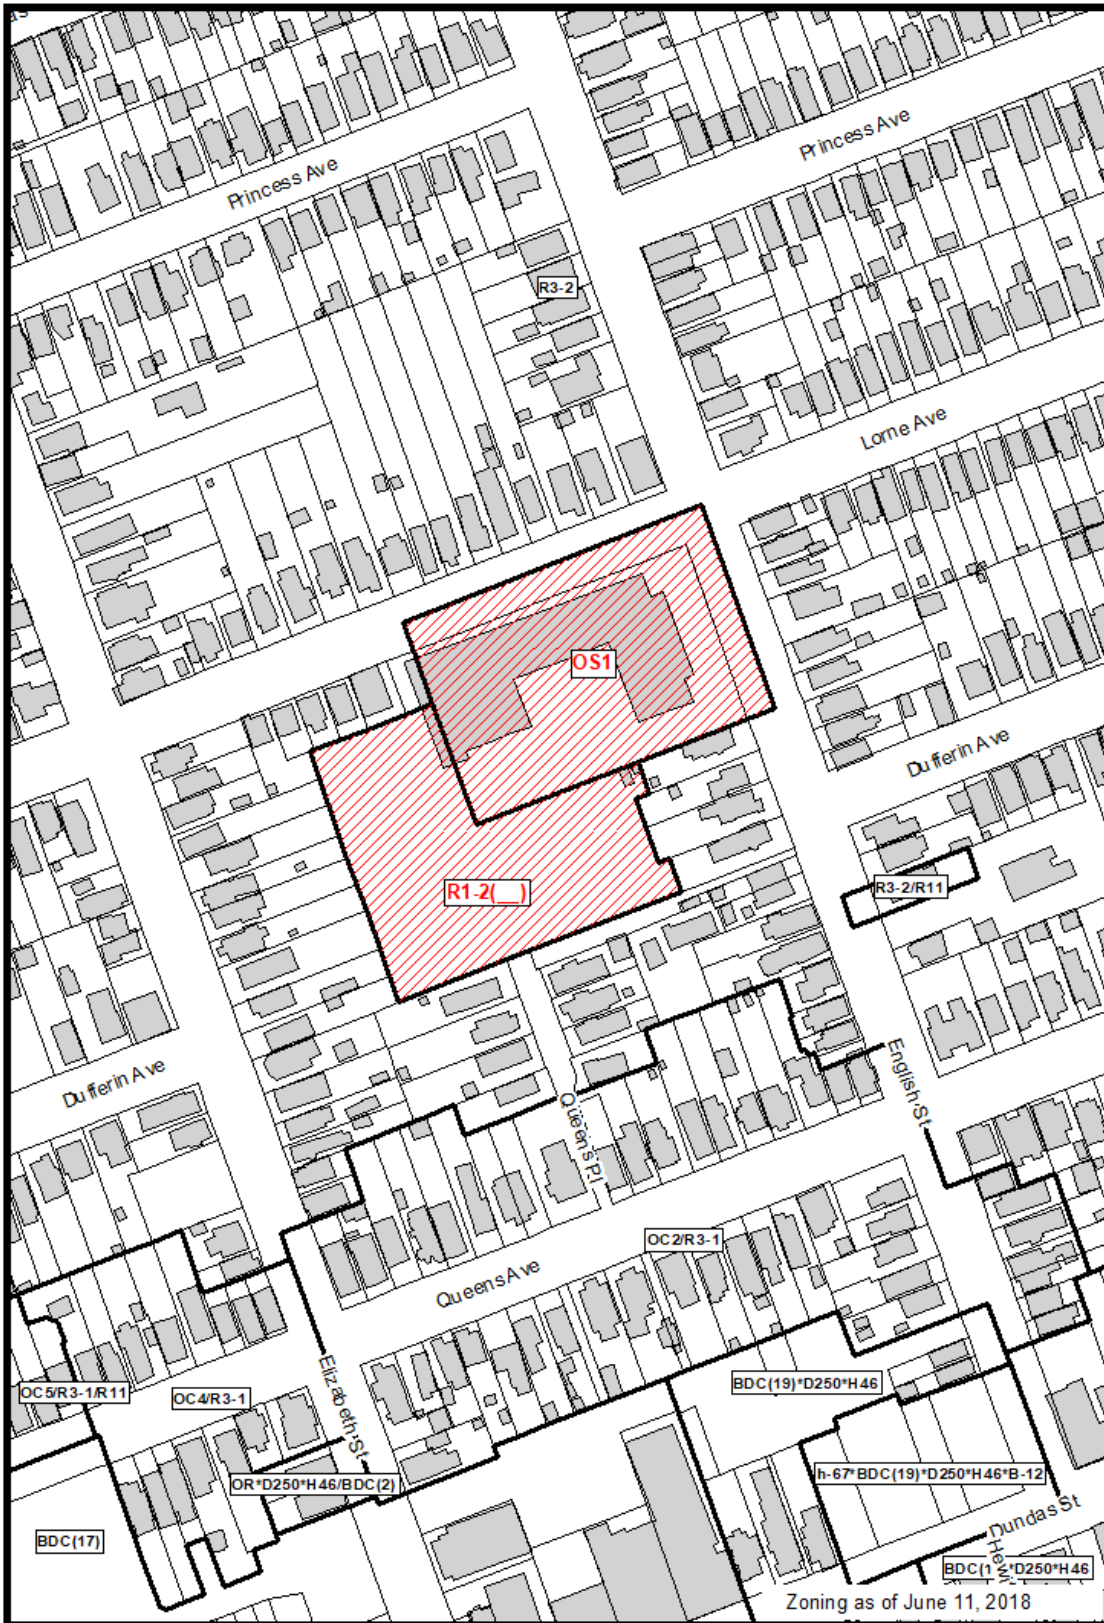 Princess Ave
Princess Ave
R3-2
Lorne Ave
OS1
Dufferin Ave
R1-2(__)
R3-2/R11
Dufferin Ave
English St
Queens Pl
OC2/R3-1
Queens Ave
Elizabeth St
OC5/R3-1/R11
OC4/R3-1
BDC(19)*D250*H46
OR*D250*H46/BDC(2)
h-67*BDC(19)*D250*H46*B-12
BDC(17)
Dundas St
Zoning as of June 11, 2018